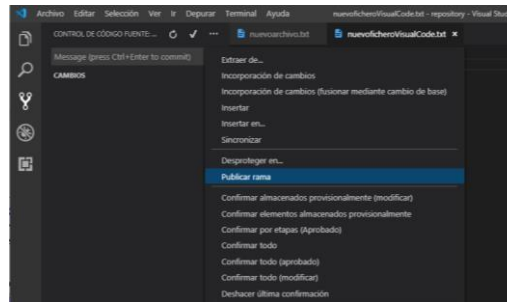 Archivo Editar Selección Ver Ir Depurar Terminal Ayuda nuevoficheroVisualCode.txt - repository - Visual Stud
CONTROL DE CÓDIGO FUENTE:... nuevoarchivo.txt nuevoficheroVisualCode.txt
Message (press Ctrl+Enter to commit)
CAMBIOS
Extraer de...
Incorporación de cambios
Incorporación de cambios (fusionar mediante cambio de base)
Insertar
Insertar en...
Sincronizar
Desproteger en...
Publicar rama
Confirmar almacenados provisionalmente (modificar)
Confirmar elementos almacenados provisionalmente
Confirmar por etapas (Aprobado)
Confirmar todo
Confirmar todo (aprobado)
Confirmar todo (modificar)
Deshacer última confirmación